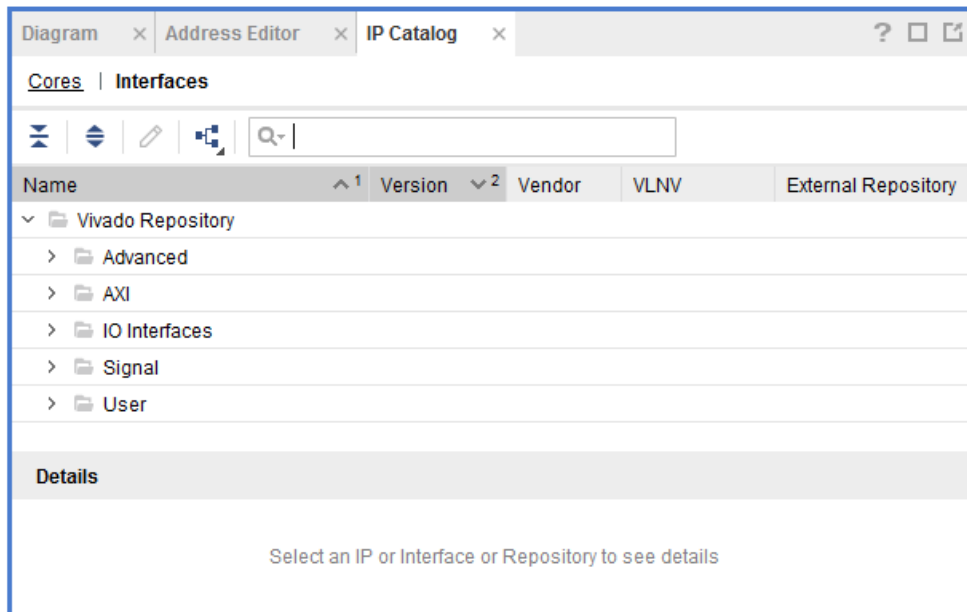 Diagram × Address Editor × IP Catalog × ?
Cores | Interfaces
Name 1 Version 2 Vendor VLNV External Repository
Vivado Repository
Advanced
AXI
IO Interfaces
Signal
User
Details
Select an IP or Interface or Repository to see details